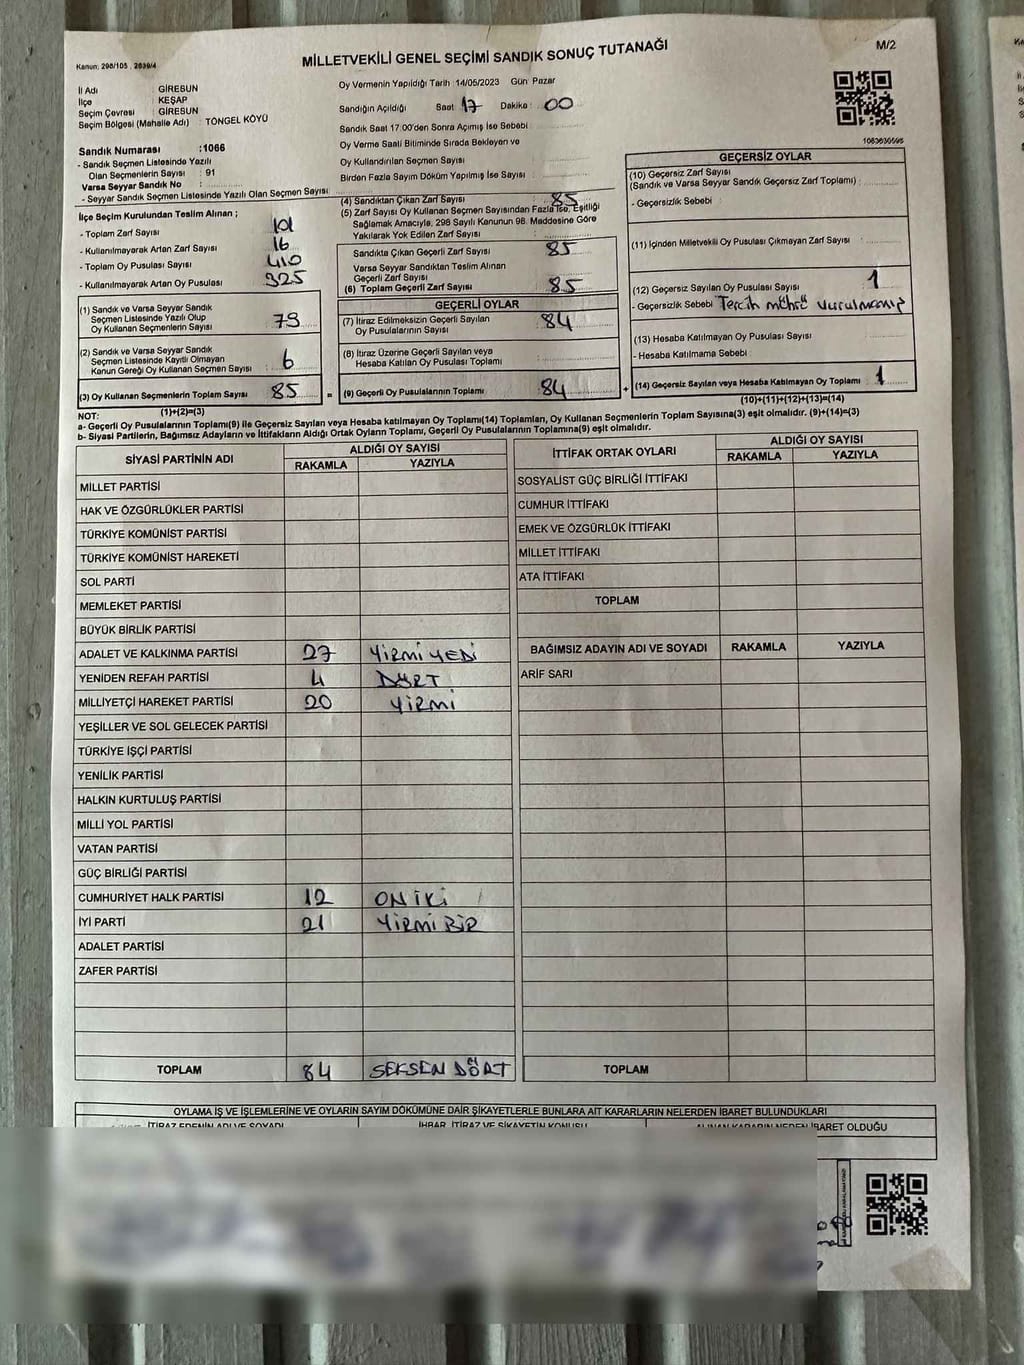 MİLLETVEKİLİ GENEL SEÇİMİ SANDIK SONUÇ TUTANAĞI
M/2
Kanun: 298/105 , 2839/4
İl Adı GİRESUN
İlçe KEŞAP
Seçim Çevresi : GİRESUN
Seçim Bölgesi (Mahalle Adı) : TÖNGEL KÖYÜ
Sandık Numarası :1066
- Sandık Seçmen Listesinde Yazılı
Olan Seçmenlerin Sayısı : 91
Varsa Seyyar Sandık No :
- Seyyar Sandık Seçmen Listesinde Yazılı Olan Seçmen Sayısı
Oy Vermenin Yapıldığı Tarih 14/05/2023 Gün: Pazar
Sandığın Açıldığı Saat : 17 Dakika : 00
Sandık Saat 17.00'den Sonra Açılmış İse Sebebi
Oy Verme Saati Bitiminde Sırada Bekleyen ve
Oy Kullandırılan Seçmen Sayısı
Birden Fazla Sayım Döküm Yapılmış İse Sayısı
1063630595
İlçe Seçim Kurulundan Teslim Alınan ;
- Toplam Zarf Sayısı 101
- Kullanılmayarak Artan Zarf Sayısı 16
- Toplam Oy Pusulası Sayısı 410
- Kullanılmayarak Artan Oy Pusulası 325
(1) Sandık ve Varsa Seyyar Sandık
Seçmen Listesinde Yazılı Olup
Oy Kullanan Seçmenlerin Sayısı : 79
(2) Sandık ve Varsa Seyyar Sandık
Seçmen Listesinde Kayıtlı Olmayan
Kanun Gereği Oy Kullanan Seçmen Sayısı : 6
(3) Oy Kullanan Seçmenlerin Toplam Sayısı : 85
(1)+(2)=(3)
(4) Sandıktan Çıkan Zarf Sayısı 85
(5) Zarf Sayısı Oy Kullanan Seçmen Sayısından Fazla İse, Eşitliği
Sağlamak Amacıyla, 298 Sayılı Kanunun 98. Maddesine Göre
Yakılarak Yok Edilen Zarf Sayısı :
Sandıkta Çıkan Geçerli Zarf Sayısı 85
Varsa Seyyar Sandıktan Teslim Alınan
Geçerli Zarf Sayısı
(6) Toplam Geçerli Zarf Sayısı : 85
GEÇERLİ OYLAR
(7) İtiraz Edilmeksizin Geçerli Sayılan
Oy Pusulalarının Sayısı : 84
(8) İtiraz Üzerine Geçerli Sayılan veya
Hesaba Katılan Oy Pusulası Toplamı :
= (9) Geçerli Oy Pusulalarının Toplamı : 84
GEÇERSİZ OYLAR
(10) Geçersiz Zarf Sayısı
(Sandık ve Varsa Seyyar Sandık Geçersiz Zarf Toplamı) :
- Geçersizlik Sebebi :
(11) İçinden Milletvekili Oy Pusulası Çıkmayan Zarf Sayısı
(12) Geçersiz Sayılan Oy Pusulası Sayısı : 1
- Geçersizlik Sebebi Tercih mührü vurulmamış
(13) Hesaba Katılmayan Oy Pusulası Sayısı :
- Hesaba Katılmama Sebebi :
+ (14) Geçersiz Sayılan veya Hesaba Katılmayan Oy Toplamı : 1
(10)+(11)+(12)+(13)=(14)
NOT:
a- Geçerli Oy Pusulalarının Toplamı(9) ile Geçersiz Sayılan veya Hesaba katılmayan Oy Toplamı(14) Toplamları, Oy Kullanan Seçmenlerin Toplam Sayısına(3) eşit olmalıdır. (9)+(14)=(3)
b- Siyasi Partilerin, Bağımsız Adayların ve İttifakların Aldığı Ortak Oyların Toplamı, Geçerli Oy Pusulalarının Toplamına(9) eşit olmalıdır.
SİYASİ PARTİNİN ADI ALDIĞI OY SAYISI
RAKAMLA YAZIYLA
MİLLET PARTİSİ
HAK VE ÖZGÜRLÜKLER PARTİSİ
TÜRKİYE KOMÜNİST PARTİSİ
TÜRKİYE KOMÜNİST HAREKETİ
SOL PARTİ
MEMLEKET PARTİSİ
BÜYÜK BİRLİK PARTİSİ
ADALET VE KALKINMA PARTİSİ 27 YİRMİ YEDİ
YENİDEN REFAH PARTİSİ 4 DÖRT
MİLLİYETÇİ HAREKET PARTİSİ 20 YİRMİ
YEŞİLLER VE SOL GELECEK PARTİSİ
TÜRKİYE İŞÇİ PARTİSİ
YENİLİK PARTİSİ
HALKIN KURTULUŞ PARTİSİ
MİLLİ YOL PARTİSİ
VATAN PARTİSİ
GÜÇ BİRLİĞİ PARTİSİ
CUMHURİYET HALK PARTİSİ 12 ON İKİ
İYİ PARTİ 21 YİRMİ BİR
ADALET PARTİSİ
ZAFER PARTİSİ
TOPLAM 84 SEKSEN DÖRT
İTTİFAK ORTAK OYLARI ALDIĞI OY SAYISI
RAKAMLA YAZIYLA
SOSYALİST GÜÇ BİRLİĞİ İTTİFAKI
CUMHUR İTTİFAKI
EMEK VE ÖZGÜRLÜK İTTİFAKI
MİLLET İTTİFAKI
ATA İTTİFAKI
TOPLAM
BAĞIMSIZ ADAYIN ADI VE SOYADI RAKAMLA YAZIYLA
ARİF SARI
TOPLAM
OYLAMA İŞ VE İŞLEMLERİNE VE OYLARIN SAYIM DÖKÜMÜNE DAİR ŞİKAYETLERLE BUNLARA AİT KARARLARIN NELERDEN İBARET BULUNDUKLARI
İTİRAZ EDENİN ADI VE SOYADI İHBAR, İTİRAZ VE ŞİKAYETİN KONUSU ALINAN KARARIN NEDEN İBARET OLDUĞU